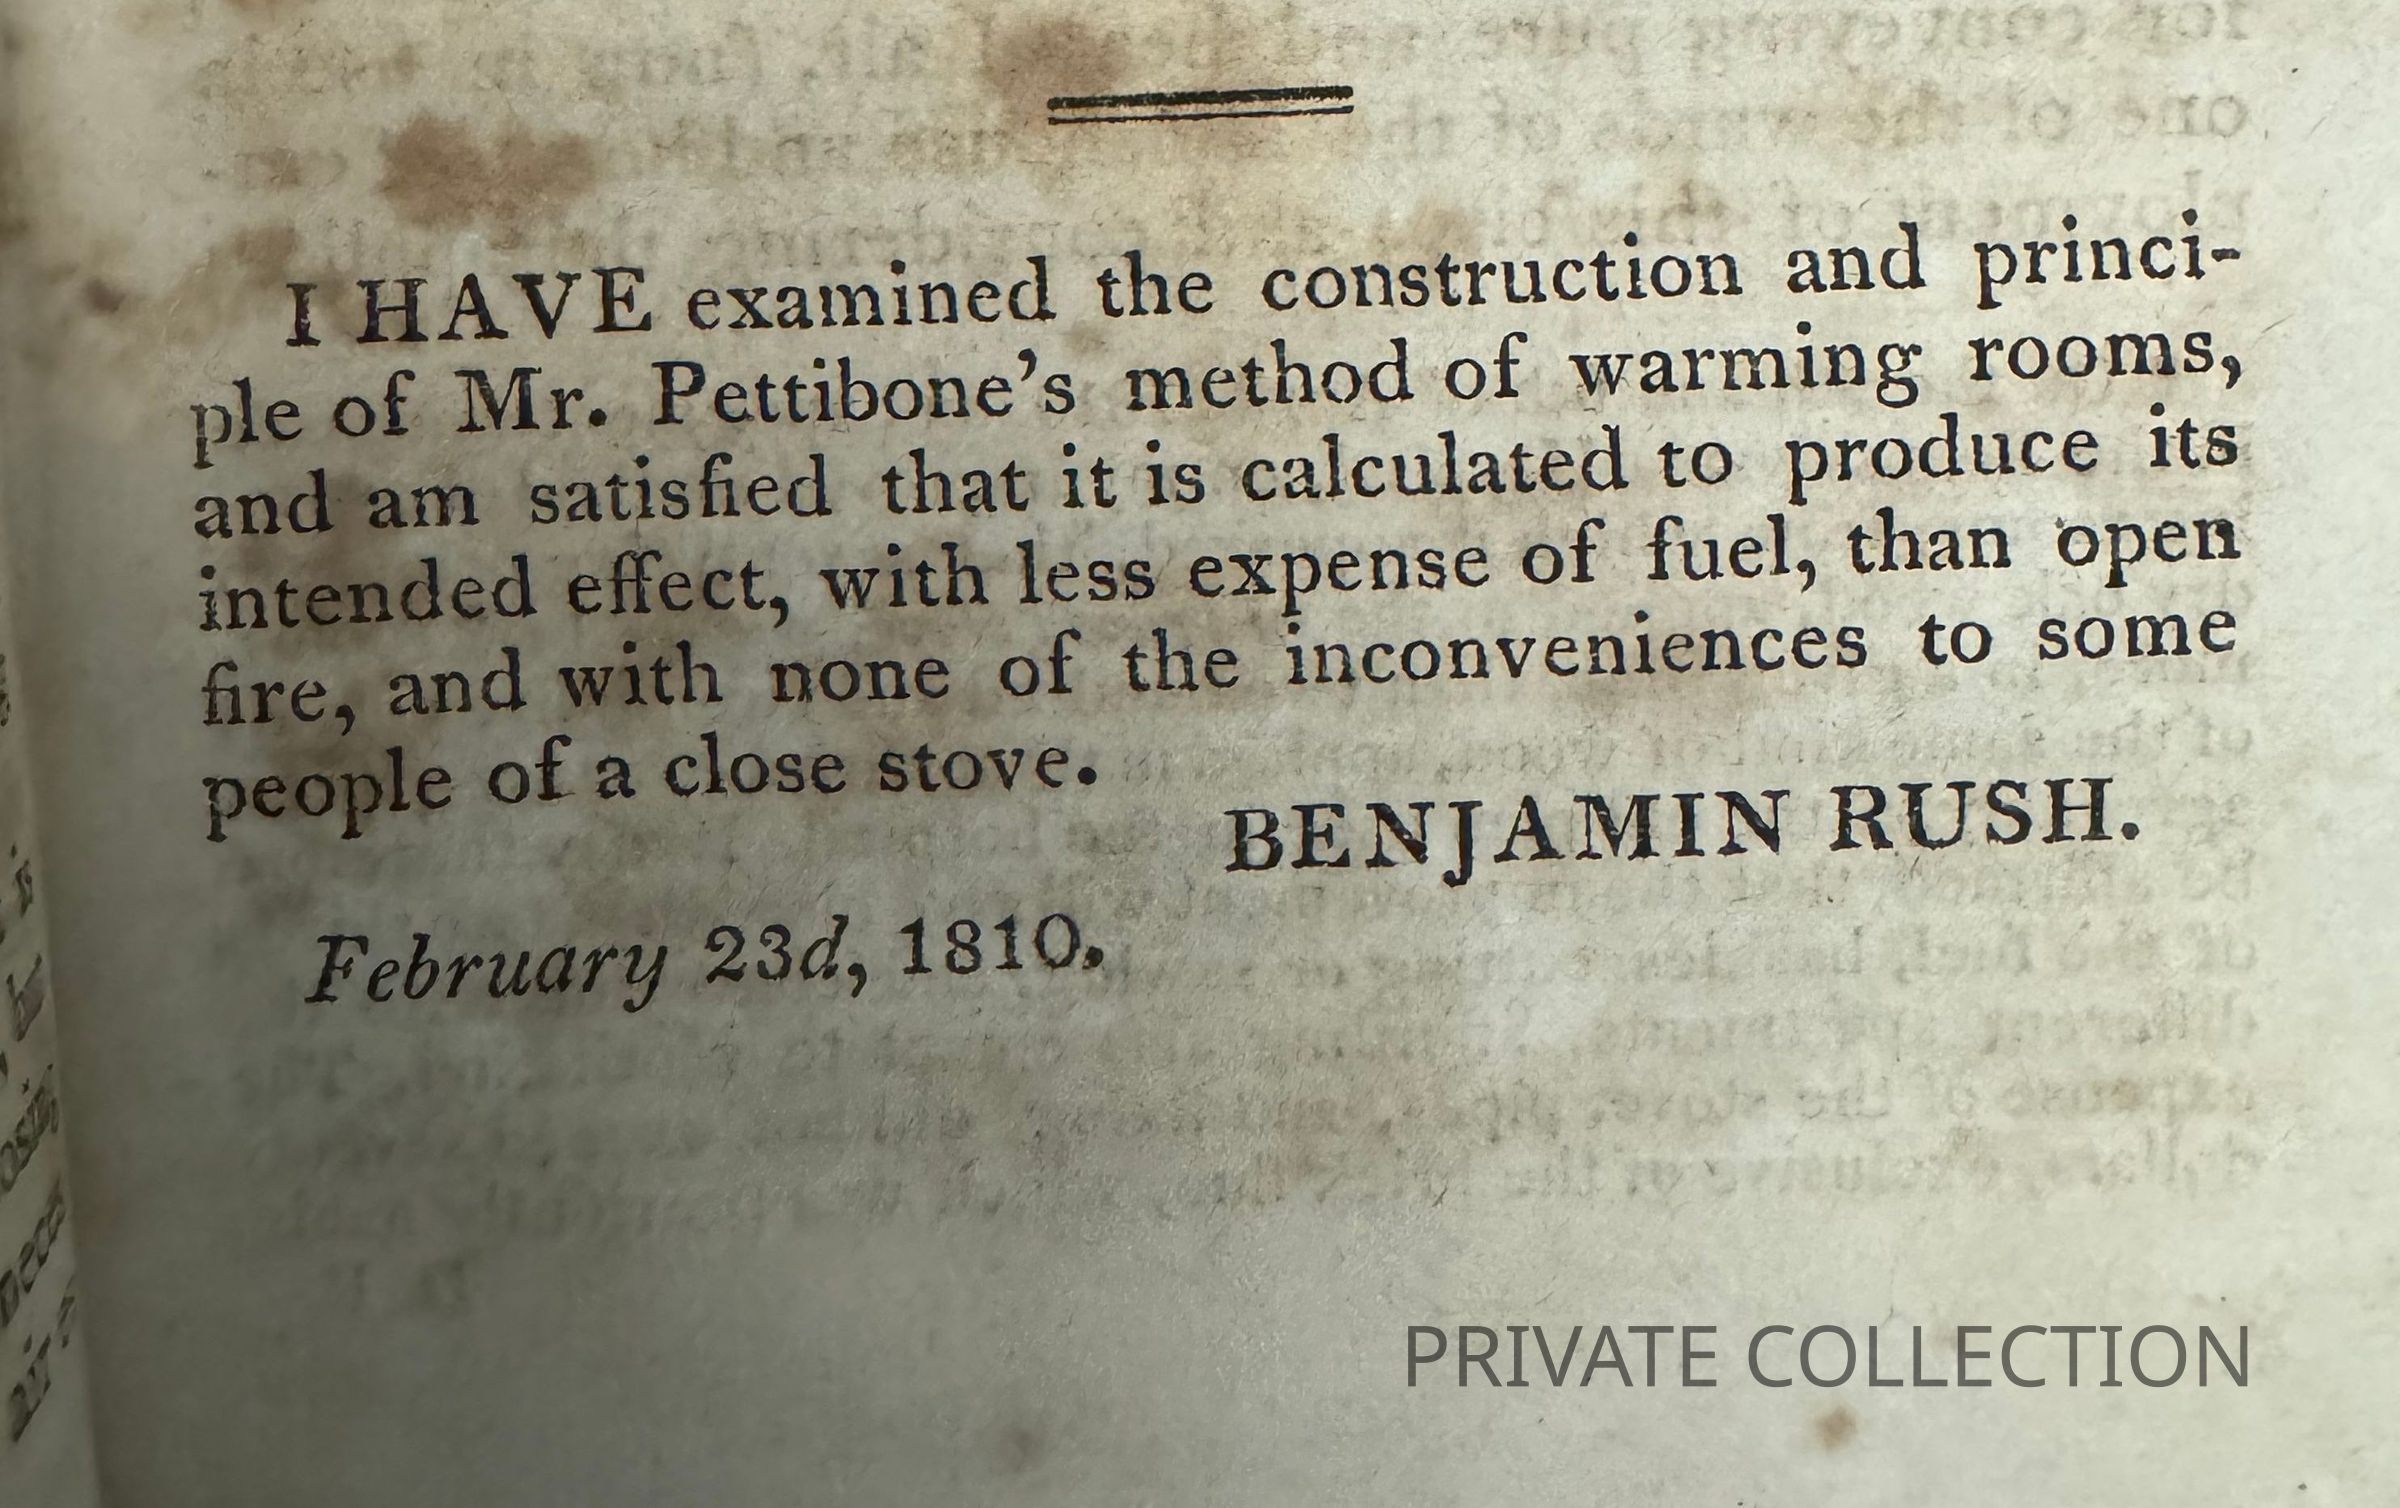 I HAVE examined the construction and princi-
ple of Mr. Pettibone's method of warming rooms,
and am satisfied that it is calculated to produce its
intended effect, with less expense of fuel, than open
fire, and with none of the inconveniences to some
people of a close stove.
BENJAMIN RUSH.
February 23d, 1810.
PRIVATE COLLECTION